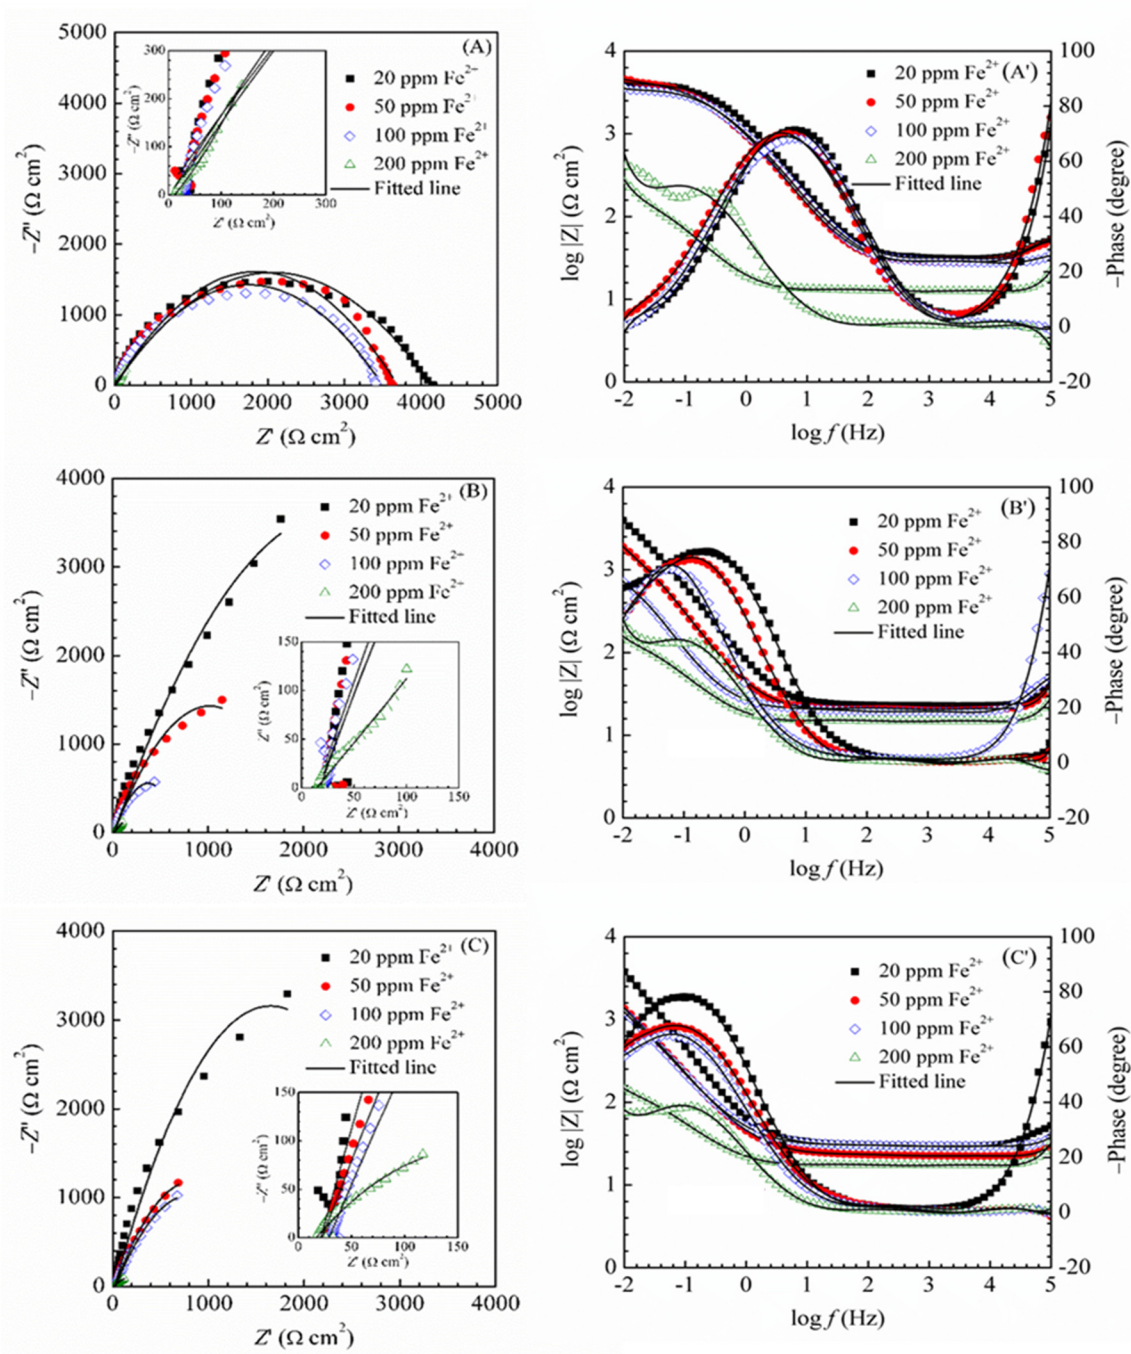 5000
4000
3000
2000
1000
0
0 1000 2000 3000 4000 5000
−Z'' (Ω cm²)
Z' (Ω cm²)
(A)
20 ppm Fe²⁺
50 ppm Fe²⁺
100 ppm Fe²⁺
200 ppm Fe²⁺
Fitted line
300
200
100
0
0 100 200 300
−Z'' (Ω cm²)
Z' (Ω cm²)
4
3
2
1
0
-2 -1 0 1 2 3 4 5
100
80
60
40
20
0
-20
log |Z| (Ω cm²)
log f (Hz)
−Phase (degree)
(A')
20 ppm Fe²⁺
50 ppm Fe²⁺
100 ppm Fe²⁺
200 ppm Fe²⁺
Fitted line
4000
3000
2000
1000
0
0 1000 2000 3000 4000
−Z'' (Ω cm²)
Z' (Ω cm²)
(B)
20 ppm Fe²⁺
50 ppm Fe²⁺
100 ppm Fe²⁺
200 ppm Fe²⁺
Fitted line
150
100
50
0
0 50 100 150
Z'' (Ω cm²)
Z' (Ω cm²)
4
3
2
1
0
-2 -1 0 1 2 3 4 5
100
80
60
40
20
0
-20
log |Z| (Ω cm²)
log f (Hz)
−Phase (degree)
(B')
20 ppm Fe²⁺
50 ppm Fe²⁺
100 ppm Fe²⁺
200 ppm Fe²⁺
Fitted line
4000
3000
2000
1000
0
0 1000 2000 3000 4000
−Z'' (Ω cm²)
Z' (Ω cm²)
(C)
20 ppm Fe²⁺
50 ppm Fe²⁺
100 ppm Fe²⁺
200 ppm Fe²⁺
Fitted line
150
100
50
0
0 50 100 150
−Z'' (Ω cm²)
Z' (Ω cm²)
4
3
2
1
0
-2 -1 0 1 2 3 4 5
100
80
60
40
20
0
-20
log |Z| (Ω cm²)
log f (Hz)
−Phase (degree)
(C')
20 ppm Fe²⁺
50 ppm Fe²⁺
100 ppm Fe²⁺
200 ppm Fe²⁺
Fitted line